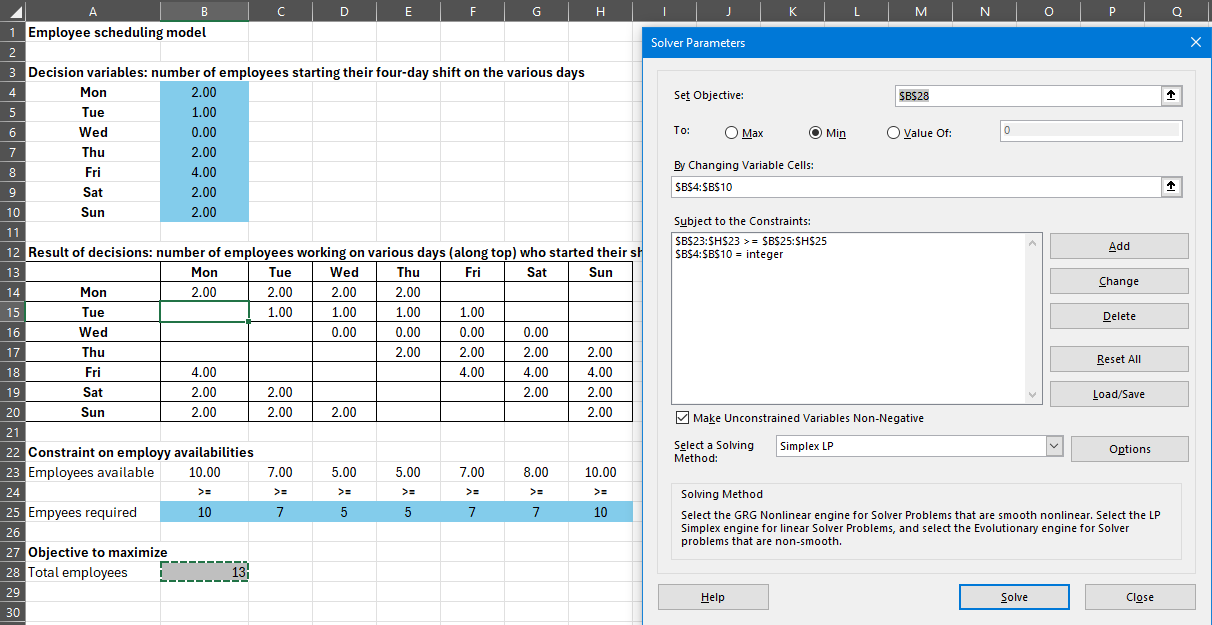 A B C D E F G H I J K L M N O P Q
1 Employee scheduling model
2
3 Decision variables: number of employees starting their four-day shift on the various days
4 Mon 2.00
5 Tue 1.00
6 Wed 0.00
7 Thu 2.00
8 Fri 4.00
9 Sat 2.00
10 Sun 2.00
11
12 Result of decisions: number of employees working on various days (along top) who started their sh
13 Mon Tue Wed Thu Fri Sat Sun
14 Mon 2.00 2.00 2.00 2.00
15 Tue 1.00 1.00 1.00 1.00
16 Wed 0.00 0.00 0.00 0.00
17 Thu 2.00 2.00 2.00 2.00
18 Fri 4.00 4.00 4.00 4.00
19 Sat 2.00 2.00 2.00 2.00
20 Sun 2.00 2.00 2.00 2.00
21
22 Constraint on employy availabilities
23 Employees available 10.00 7.00 5.00 5.00 7.00 8.00 10.00
24 >= >= >= >= >= >= >=
25 Empyees required 10 7 5 5 7 7 10
26
27 Objective to maximize
28 Total employees 13
29
30
Solver Parameters
Set Objective: $B$28
To: Max Min Value Of: 0
By Changing Variable Cells:
$B$4:$B$10
Subject to the Constraints:
$B$23:$H$23 >= $B$25:$H$25
$B$4:$B$10 = integer
Add
Change
Delete
Reset All
Load/Save
Make Unconstrained Variables Non-Negative
Select a Solving Method: Simplex LP Options
Solving Method
Select the GRG Nonlinear engine for Solver Problems that are smooth nonlinear. Select the LP
Simplex engine for linear Solver Problems, and select the Evolutionary engine for Solver
problems that are non-smooth.
Help Solve Close